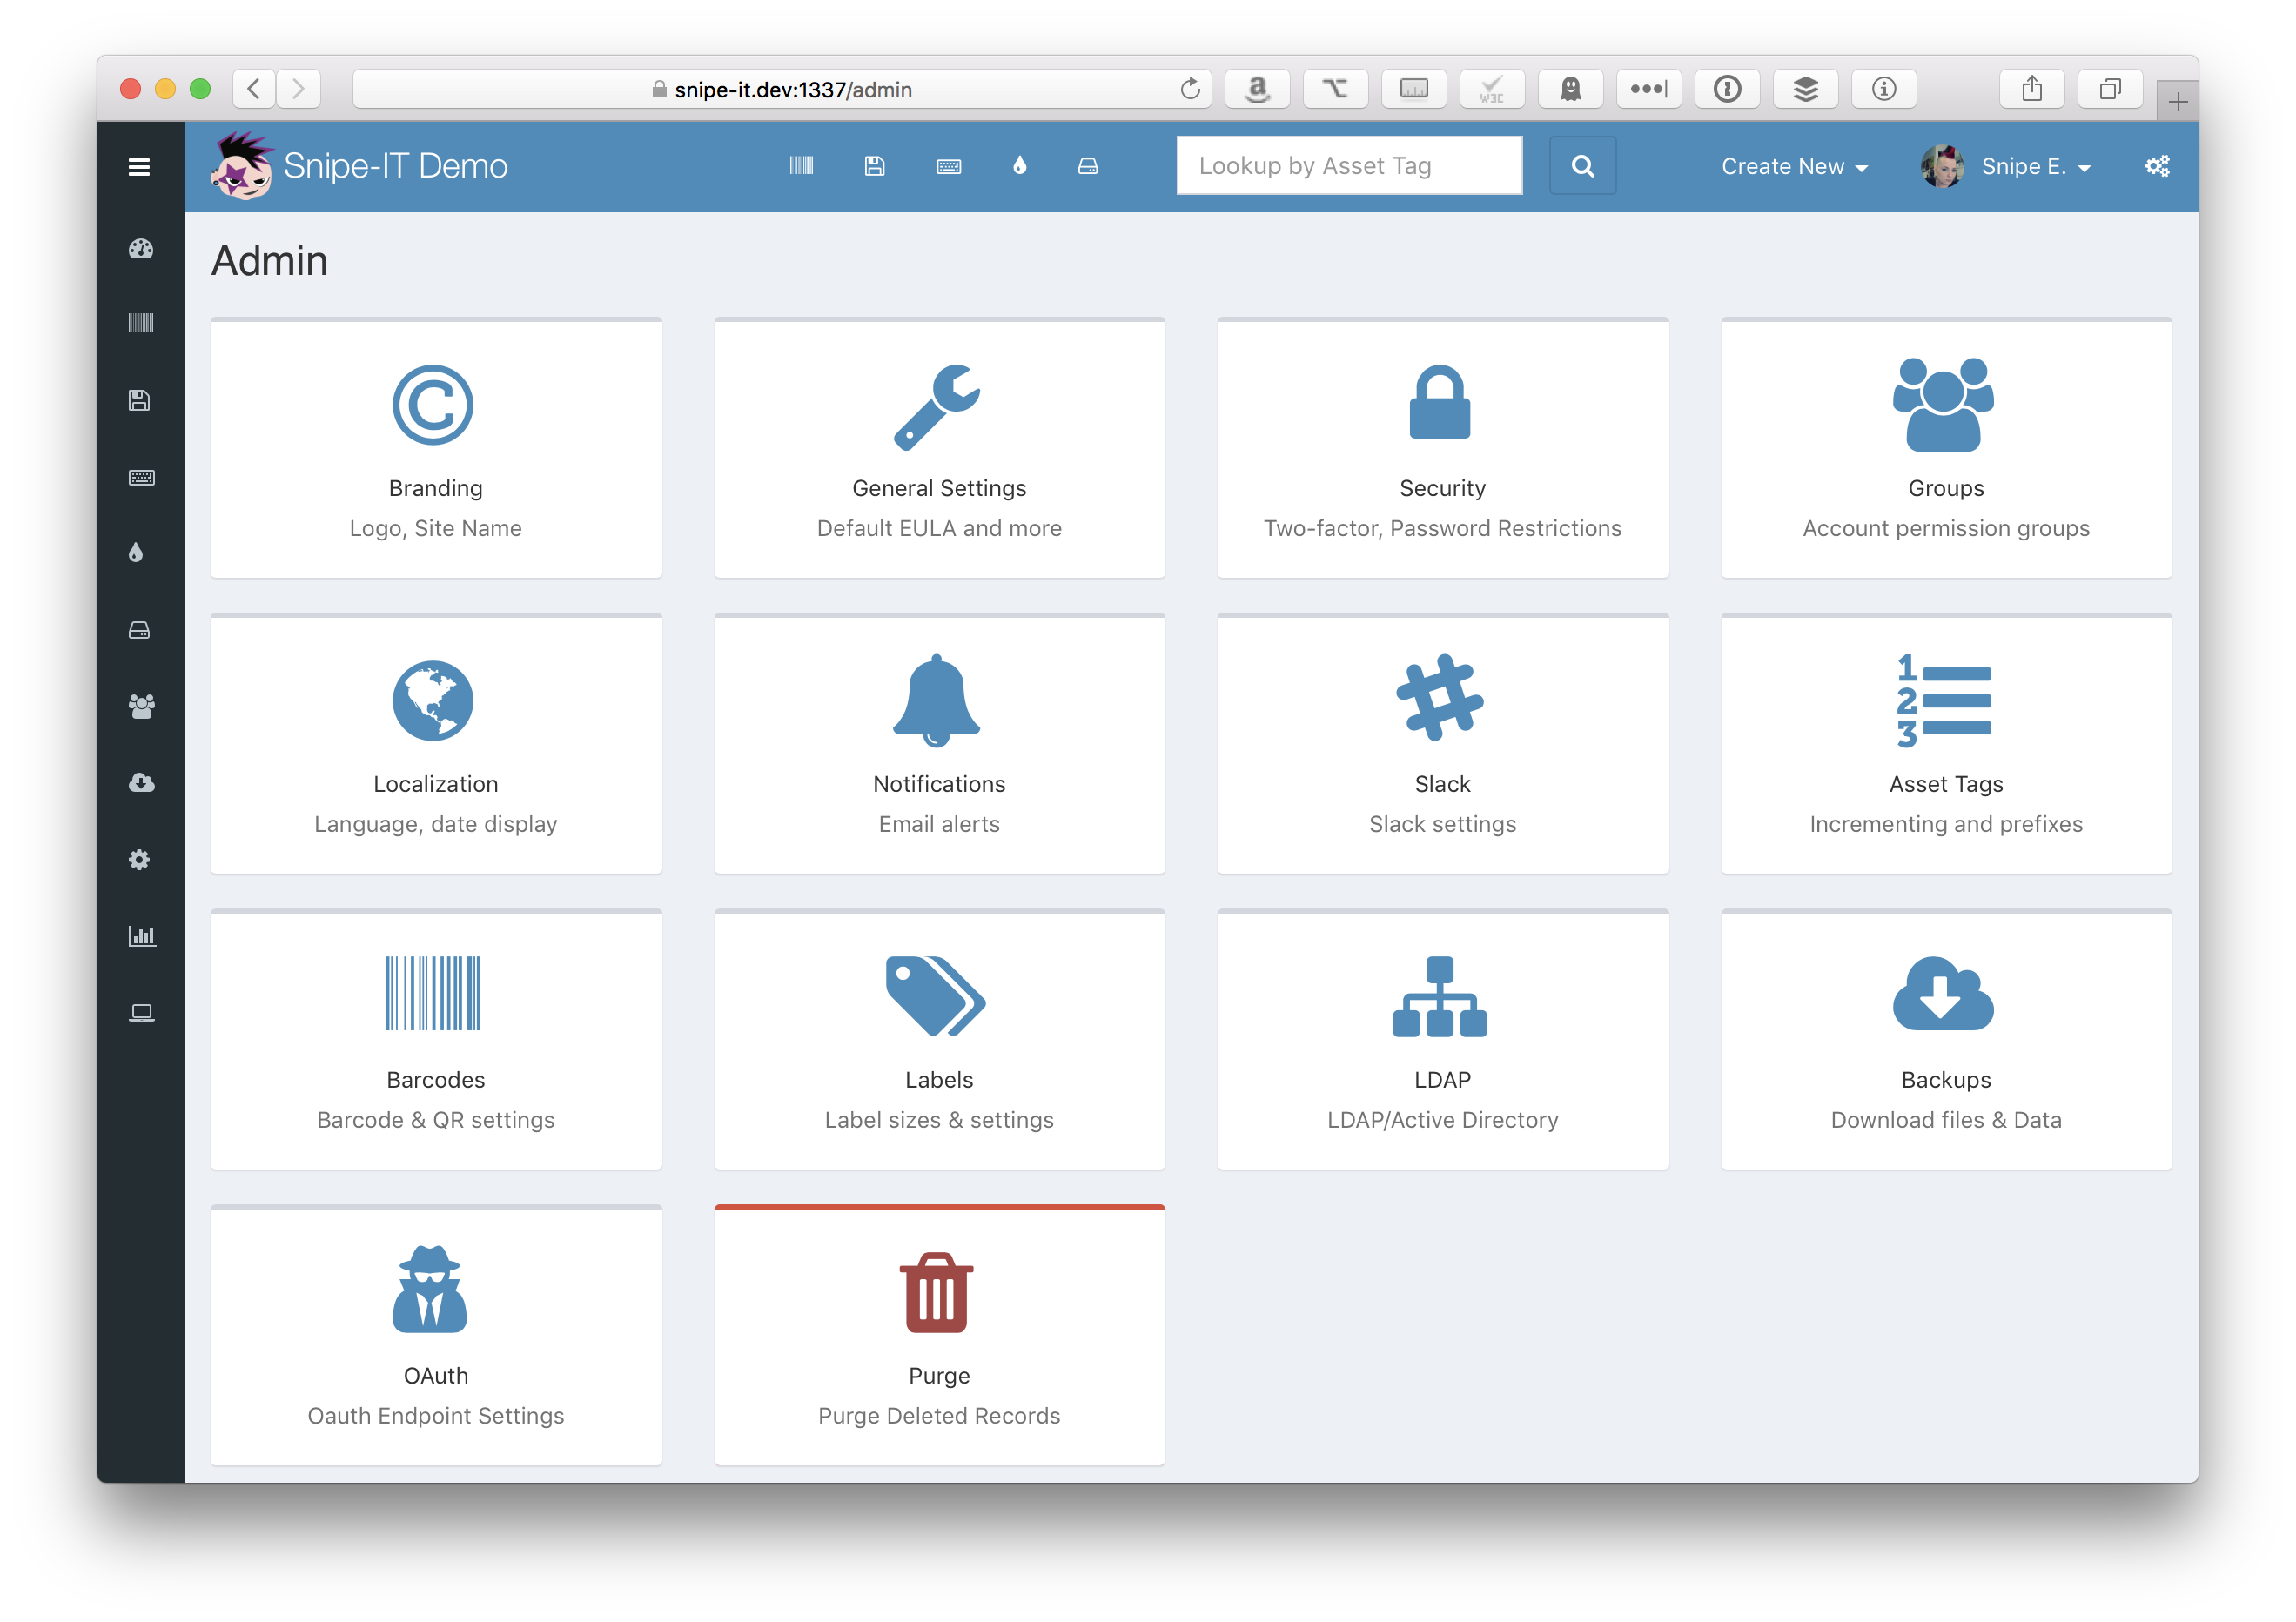 snipe-it.dev:1337/admin
a
W3C
Snipe-IT Demo
Lookup by Asset Tag
Create New
Snipe E.
Admin
Branding
Logo, Site Name
General Settings
Default EULA and more
Security
Two-factor, Password Restrictions
Groups
Account permission groups
Localization
Language, date display
Notifications
Email alerts
Slack
Slack settings
1
2
3
Asset Tags
Incrementing and prefixes
Barcodes
Barcode & QR settings
Labels
Label sizes & settings
LDAP
LDAP/Active Directory
Backups
Download files & Data
OAuth
Oauth Endpoint Settings
Purge
Purge Deleted Records